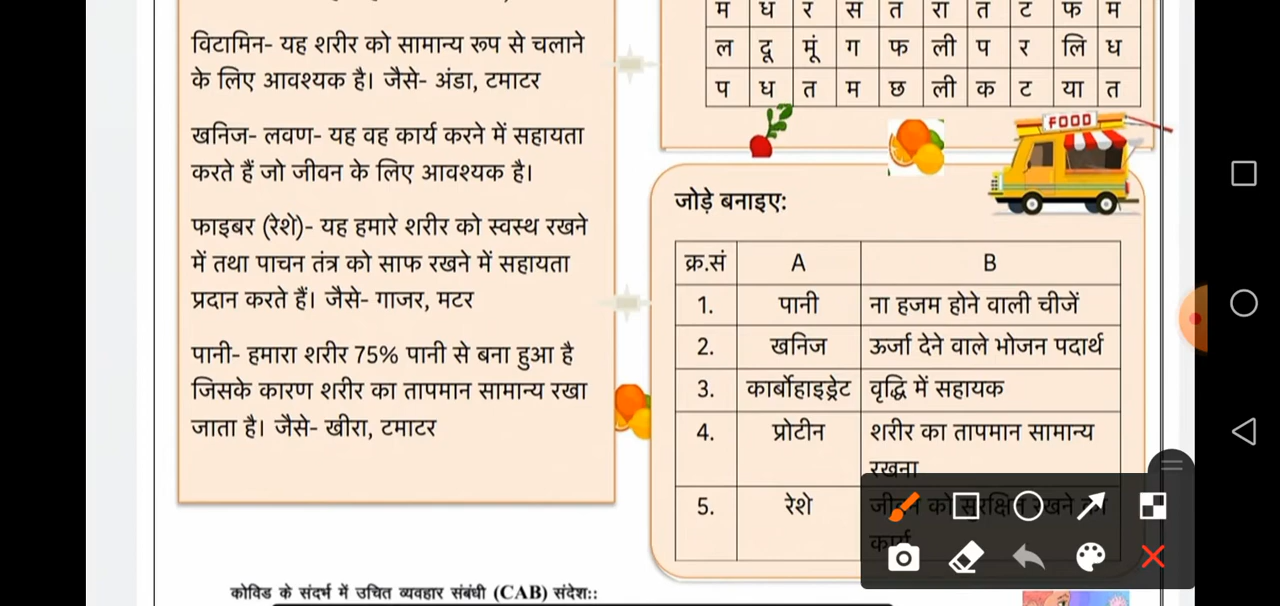 विटामिन- यह शरीर को सामान्य रूप से चलाने
के लिए आवश्यक है। जैसे- अंडा, टमाटर
खनिज- लवण- यह वह कार्य करने में सहायता
करते हैं जो जीवन के लिए आवश्यक है।
फाइबर (रेशे)- यह हमारे शरीर को स्वस्थ रखने
में तथा पाचन तंत्र को साफ रखने में सहायता
प्रदान करते हैं। जैसे- गाजर, मटर
पानी- हमारा शरीर 75% पानी से बना हुआ है
जिसके कारण शरीर का तापमान सामान्य रखा
जाता है। जैसे- खीरा, टमाटर
म ध र स त रा त ट फ म
ल दू मूं ग फ ली प र लि ध
प ध त म छ ली क ट या त
FOOD
जोड़े बनाइए:
क्र.सं A B
1. पानी ना हजम होने वाली चीजें
2. खनिज ऊर्जा देने वाले भोजन पदार्थ
3. कार्बोहाइड्रेट वृद्धि में सहायक
4. प्रोटीन शरीर का तापमान सामान्य
रखना
5. रेशे जीवन को सुरक्षित रखने का
कार्य
कोविड के संदर्भ में उचित व्यवहार संबंधी (CAB) संदेश::